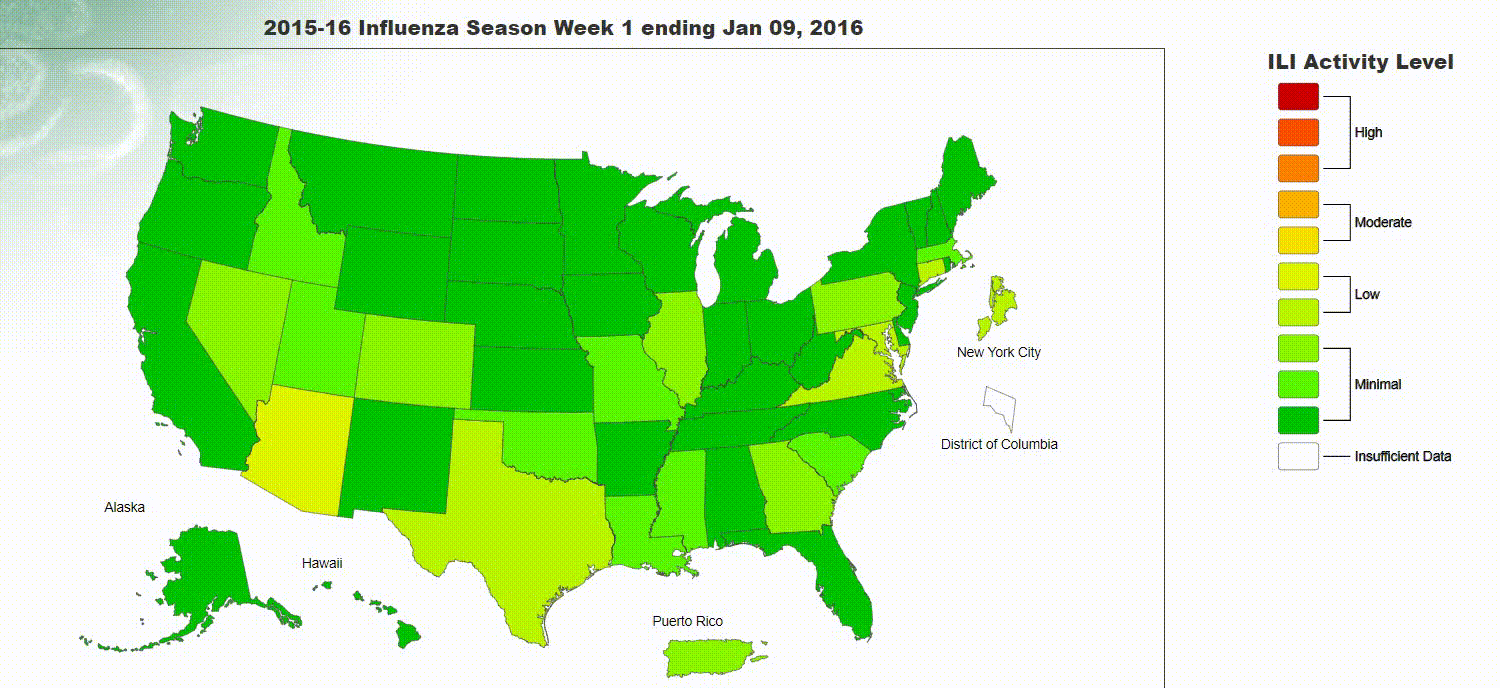 2015-16 Influenza Season Week 1 ending Jan 09, 2016
ILI Activity Level
High
Moderate
Low
Minimal
Insufficient Data
New York City
District of Columbia
Alaska
Hawaii
Puerto Rico